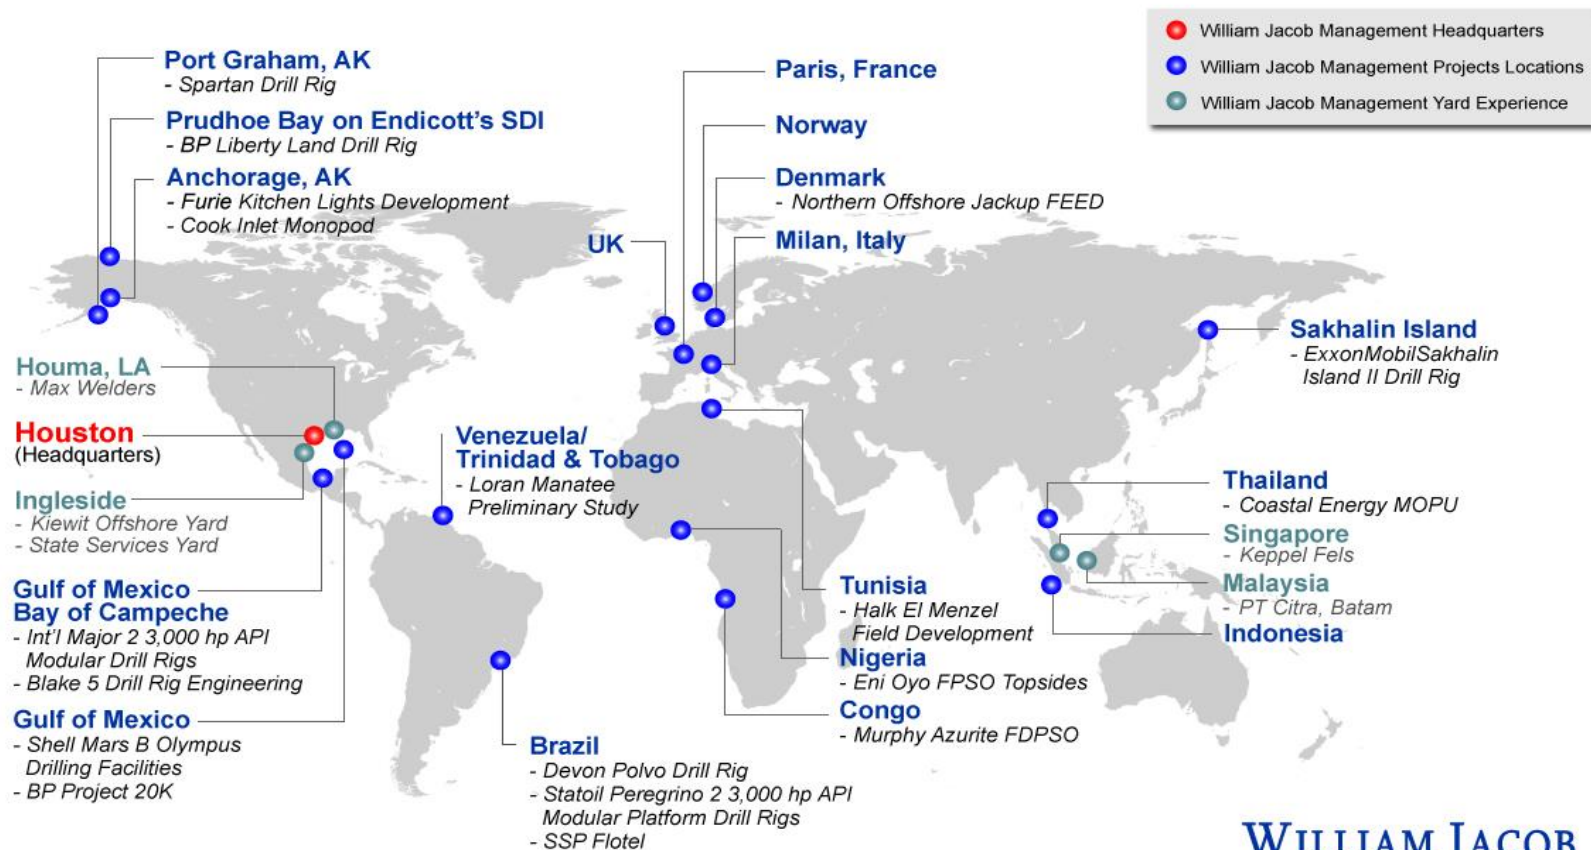 William Jacob Management Headquarters
William Jacob Management Projects Locations
William Jacob Management Yard Experience
Port Graham, AK
- Spartan Drill Rig
Prudhoe Bay on Endicott's SDI
- BP Liberty Land Drill Rig
Anchorage, AK
- Furie Kitchen Lights Development
- Cook Inlet Monopod
Paris, France
Norway
Denmark
- Northern Offshore Jackup FEED
UK
Milan, Italy
Sakhalin Island
- ExxonMobilSakhalin
Island II Drill Rig
Houma, LA
- Max Welders
Houston
(Headquarters)
Ingleside
- Kiewit Offshore Yard
- State Services Yard
Gulf of Mexico
Bay of Campeche
- Int'l Major 2 3,000 hp API
Modular Drill Rigs
- Blake 5 Drill Rig Engineering
Gulf of Mexico
- Shell Mars B Olympus
Drilling Facilities
- BP Project 20K
Venezuela/
Trinidad & Tobago
- Loran Manatee
Preliminary Study
Brazil
- Devon Polvo Drill Rig
- Statoil Peregrino 2 3,000 hp API
Modular Platform Drill Rigs
- SSP Flotel
Tunisia
- Halk El Menzel
Field Development
Nigeria
- Eni Oyo FPSO Topsides
Congo
- Murphy Azurite FDPSO
Thailand
- Coastal Energy MOPU
Singapore
- Keppel Fels
Malaysia
- PT Citra, Batam
Indonesia
WILLIAM JACOB